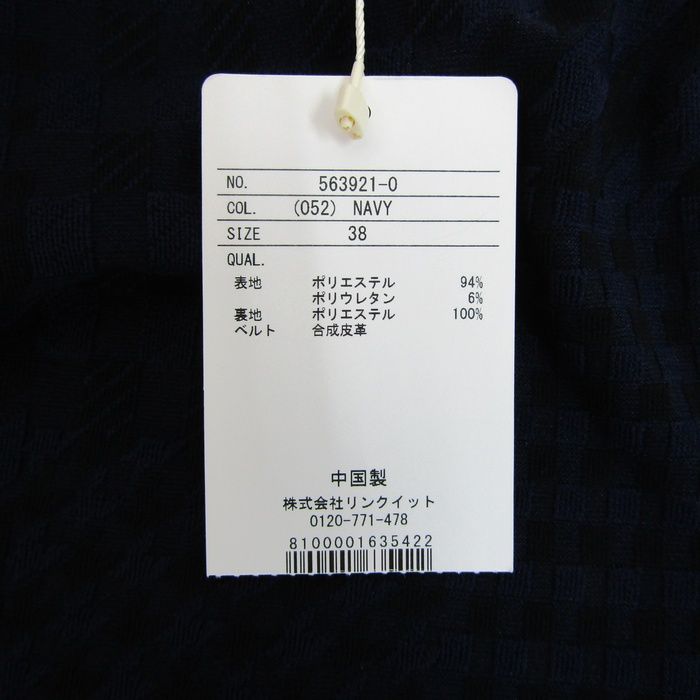 NO. 563921-0
COL. (052) NAVY
SIZE 38
QUAL.
表地 ポリエステル 94%
ポリウレタン 6%
裏地 ポリエステル 100%
ベルト 合成皮革
中国製
株式会社リンクイット
0120-771-478
8100001635422